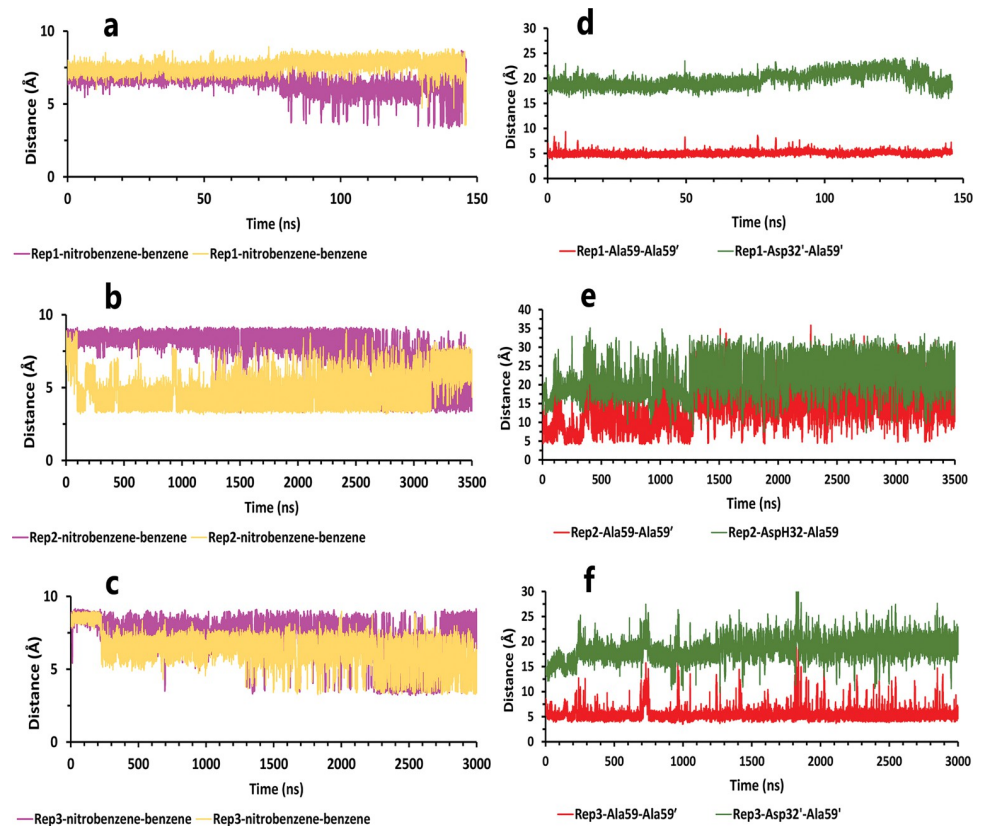 a
10
5
0
Distance (Å)
0 50 100 150
Time (ns)
Rep1-nitrobenzene-benzene Rep1-nitrobenzene-benzene
d
30
25
20
15
10
5
0
Distance (Å)
0 50 100 150
Time (ns)
Rep1-Ala59-Ala59′ Rep1-Asp32'-Ala59'
b
10
5
0
Distance (Å)
0 500 1000 1500 2000 2500 3000 3500
Time (ns)
Rep2-nitrobenzene-benzene Rep2-nitrobenzene-benzene
e
40
35
30
25
20
15
10
5
0
Distance (Å)
0 500 1000 1500 2000 2500 3000 3500
Time (ns)
Rep2-Ala59-Ala59′ Rep2-AspH32-Ala59
c
10
5
0
Distance (Å)
0 500 1000 1500 2000 2500 3000
Time (ns)
Rep3-nitrobenzene-benzene Rep3-nitrobenzene-benzene
f
30
25
20
15
10
5
0
Distance (Å)
0 500 1000 1500 2000 2500 3000
Time (ns)
Rep3-Ala59-Ala59′ Rep3-Asp32'-Ala59'